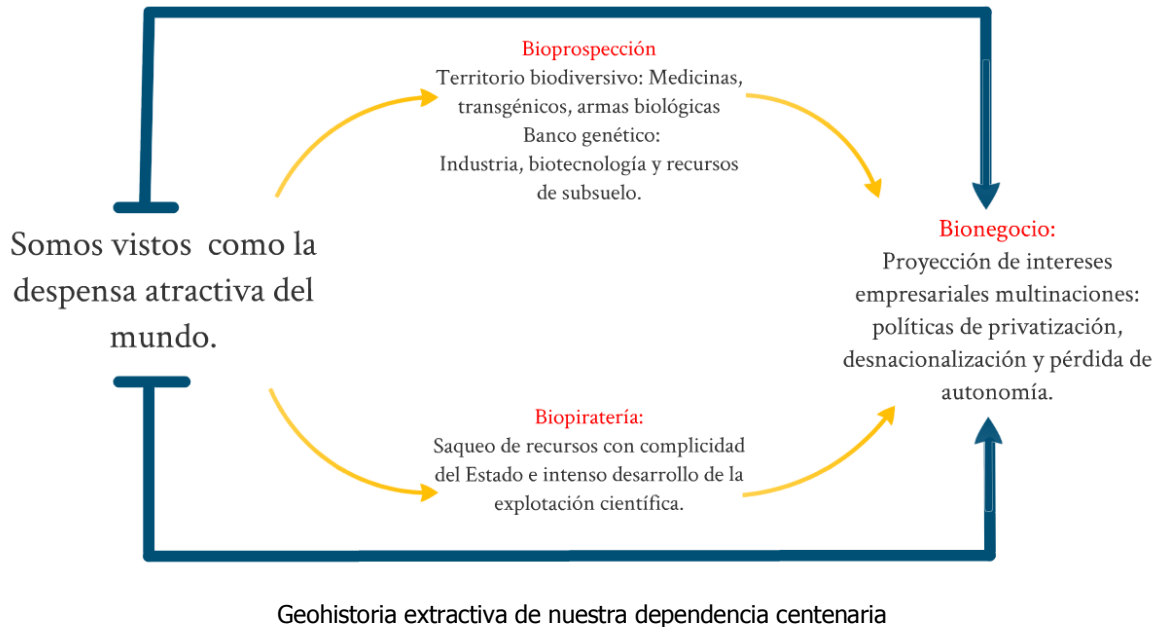 Bioprospección
Territorio biodiversivo: Medicinas,
transgénicos, armas biológicas
Banco genético:
Industria, biotecnología y recursos
de subsuelo.
Somos vistos como la
despensa atractiva del
mundo.
Bionegocio:
Proyección de intereses
empresariales multinaciones:
políticas de privatización,
desnacionalización y pérdida de
autonomía.
Biopiratería:
Saqueo de recursos con complicidad
del Estado e intenso desarrollo de la
explotación científica.
Geohistoria extractiva de nuestra dependencia centenaria